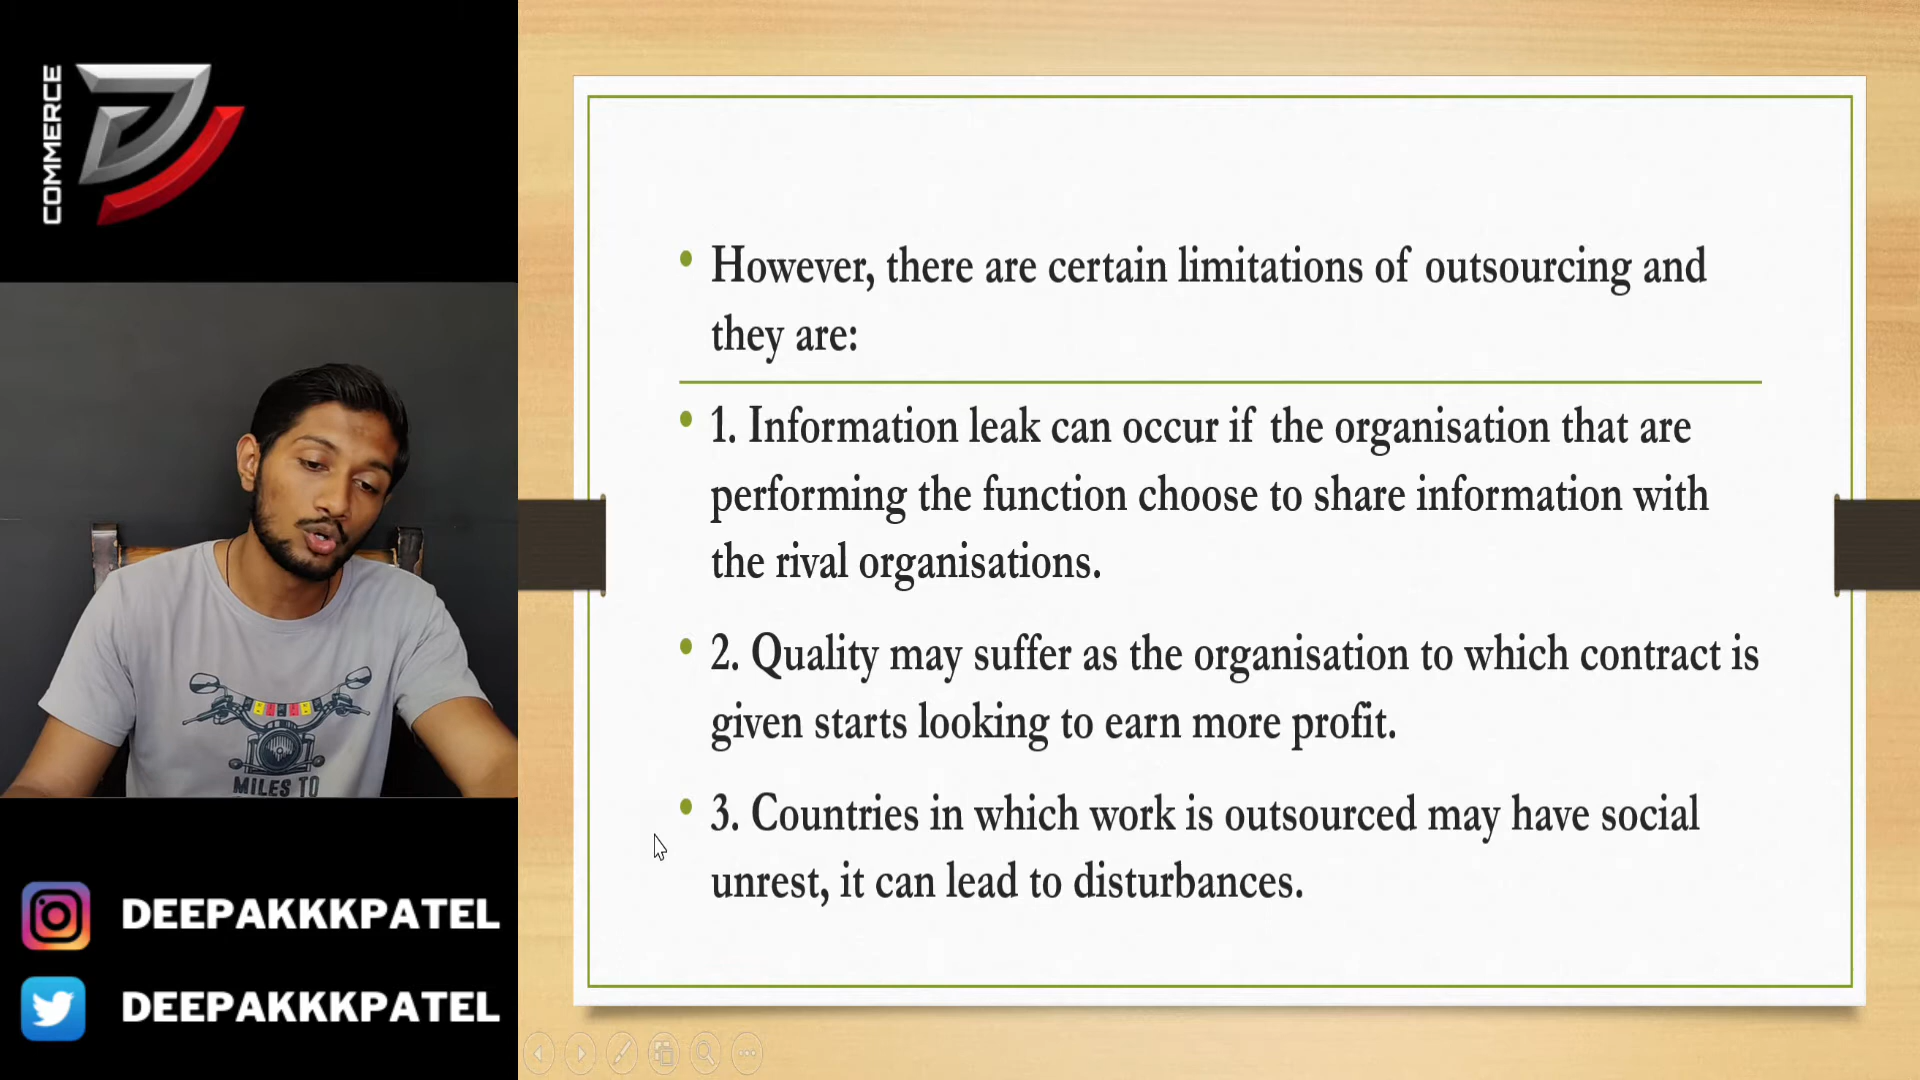 COMMERCE
However, there are certain limitations of outsourcing and
they are:
1. Information leak can occur if the organisation that are
performing the function choose to share information with
the rival organisations.
2. Quality may suffer as the organisation to which contract is
given starts looking to earn more profit.
3. Countries in which work is outsourced may have social
unrest, it can lead to disturbances.
MILES TO
DEEPAKKKPATEL
DEEPAKKKPATEL